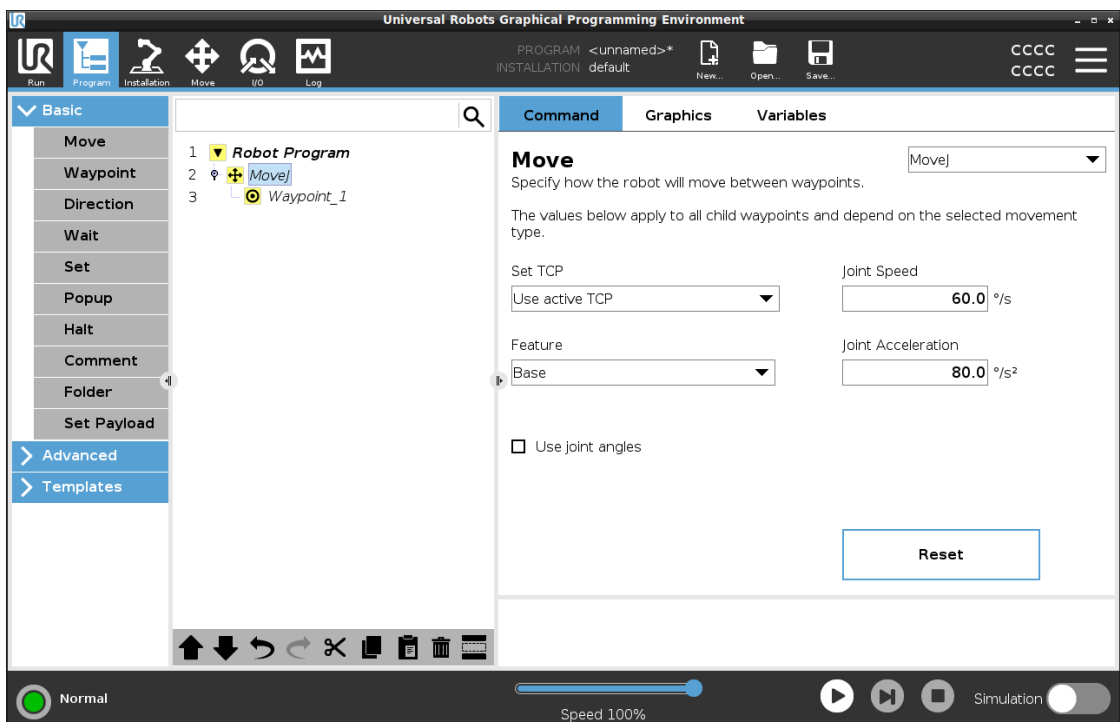 Universal Robots Graphical Programming Environment
UR
Run
Program
Installation
Move
I/O
Log
PROGRAM <unnamed>*
INSTALLATION default
New...
Open...
Save...
cccc
cccc
Basic
Move
Waypoint
Direction
Wait
Set
Popup
Halt
Comment
Folder
Set Payload
Advanced
Templates
1 Robot Program
2 MoveJ
3 Waypoint_1
Command Graphics Variables
Move
MoveJ
Specify how the robot will move between waypoints.
The values below apply to all child waypoints and depend on the selected movement
type.
Set TCP
Joint Speed
Use active TCP
60.0 °/s
Feature
Joint Acceleration
Base
80.0 °/s²
Use joint angles
Reset
Normal
Speed 100%
Simulation